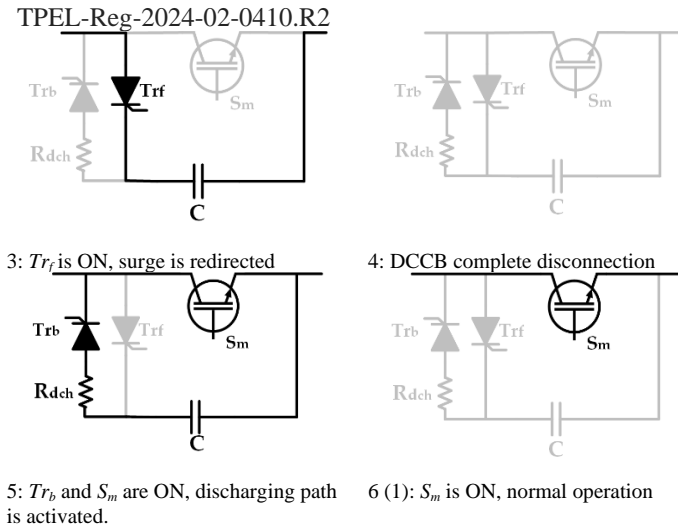 TPEL-Reg-2024-02-0410.R2
Trb
Trf
Sm
Rdch
C
Trb
Trf
Sm
Rdch
C
3: Trf is ON, surge is redirected
4: DCCB complete disconnection
Trb
Trf
Sm
Rdch
C
Trb
Trf
Sm
Rdch
C
5: Trb and Sm are ON, discharging path
is activated.
6 (1): Sm is ON, normal operation